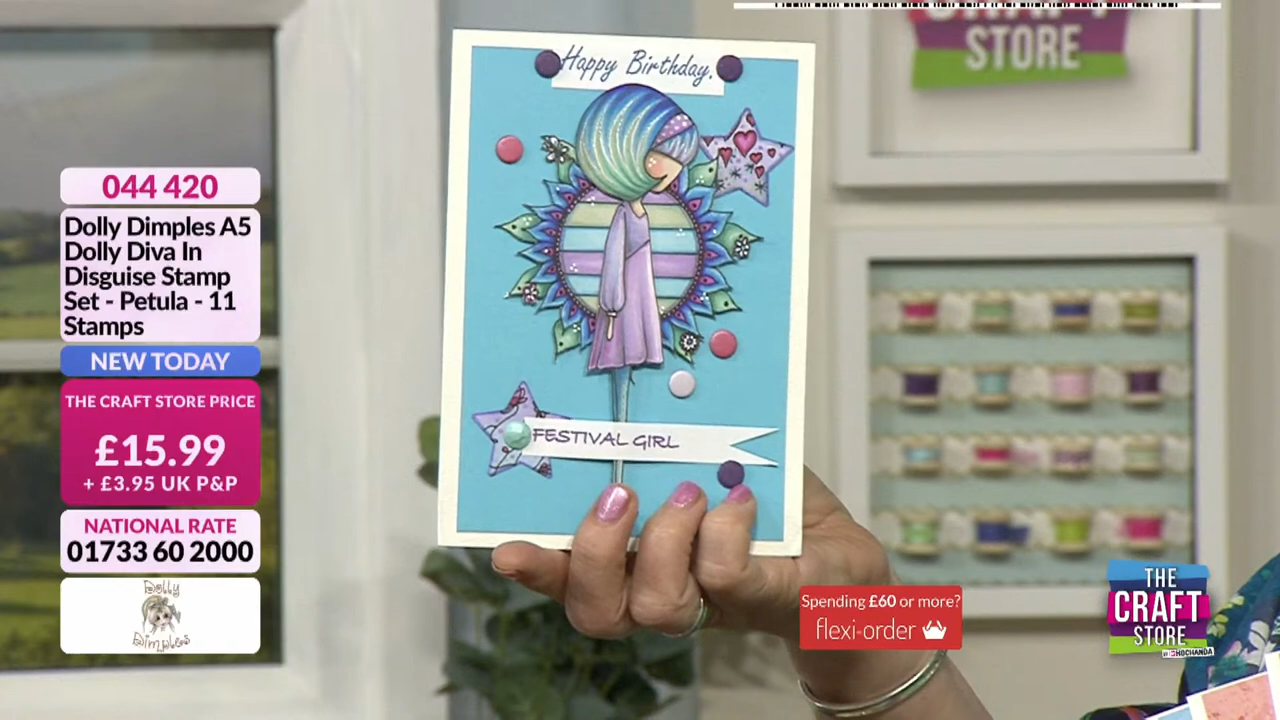 CRAFT
STORE
Happy Birthday.
FESTIVAL GIRL
044 420
Dolly Dimples A5
Dolly Diva In
Disguise Stamp
Set - Petula - 11
Stamps
NEW TODAY
THE CRAFT STORE PRICE
£15.99
+ £3.95 UK P&P
NATIONAL RATE
01733 60 2000
Dolly
Dimples
Spending £60 or more?
flexi-order
THE
CRAFT
STORE
HOCHANDA